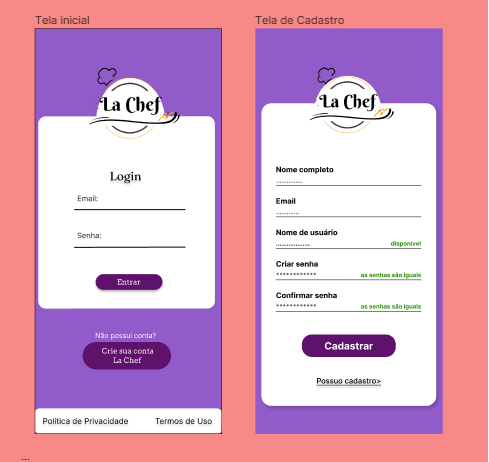 Tela inicial
La Chef
Login
Email:
Senha:
Entrar
Não possui conta?
Crie sua conta
La Chef
Política de Privacidade
Termos de Uso
...
Tela de Cadastro
La Chef
Nome completo
..............
Email
............
Nome de usuário
..................
disponível
Criar senha
************
as senhas são iguais
Confirmar senha
************
as senhas são iguais
Cadastrar
Possuo cadastro>